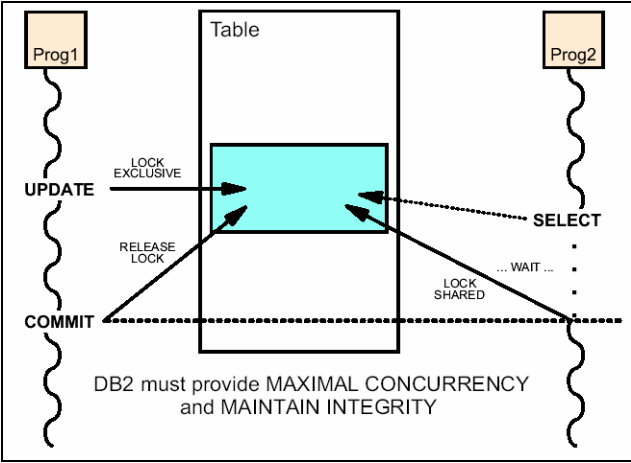 Prog1
Table
Prog2
LOCK
EXCLUSIVE
UPDATE
SELECT
RELEASE
LOCK
... WAIT ...
LOCK
SHARED
COMMIT
DB2 must provide MAXIMAL CONCURRENCY
and MAINTAIN INTEGRITY